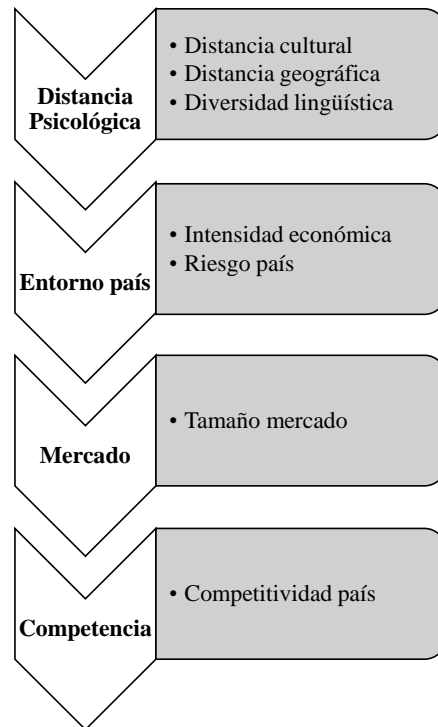 Distancia
Psicológica
• Distancia cultural
• Distancia geográfica
• Diversidad lingüística
Entorno país
• Intensidad económica
• Riesgo país
Mercado
• Tamaño mercado
Competencia
• Competitividad país